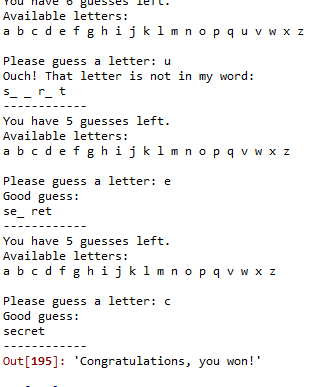 You have 6 guesses left.
Available letters:
a b c d e f g h i j k l m n o p q u v w x z
Please guess a letter: u
Ouch! That letter is not in my word:
s_ _ r_ t
------------
You have 5 guesses left.
Available letters:
a b c d e f g h i j k l m n o p q v w x z
Please guess a letter: e
Good guess:
se_ ret
------------
You have 5 guesses left.
Available letters:
a b c d f g h i j k l m n o p q v w x z
Please guess a letter: c
Good guess:
secret
------------
Out[195]: 'Congratulations, you won!'